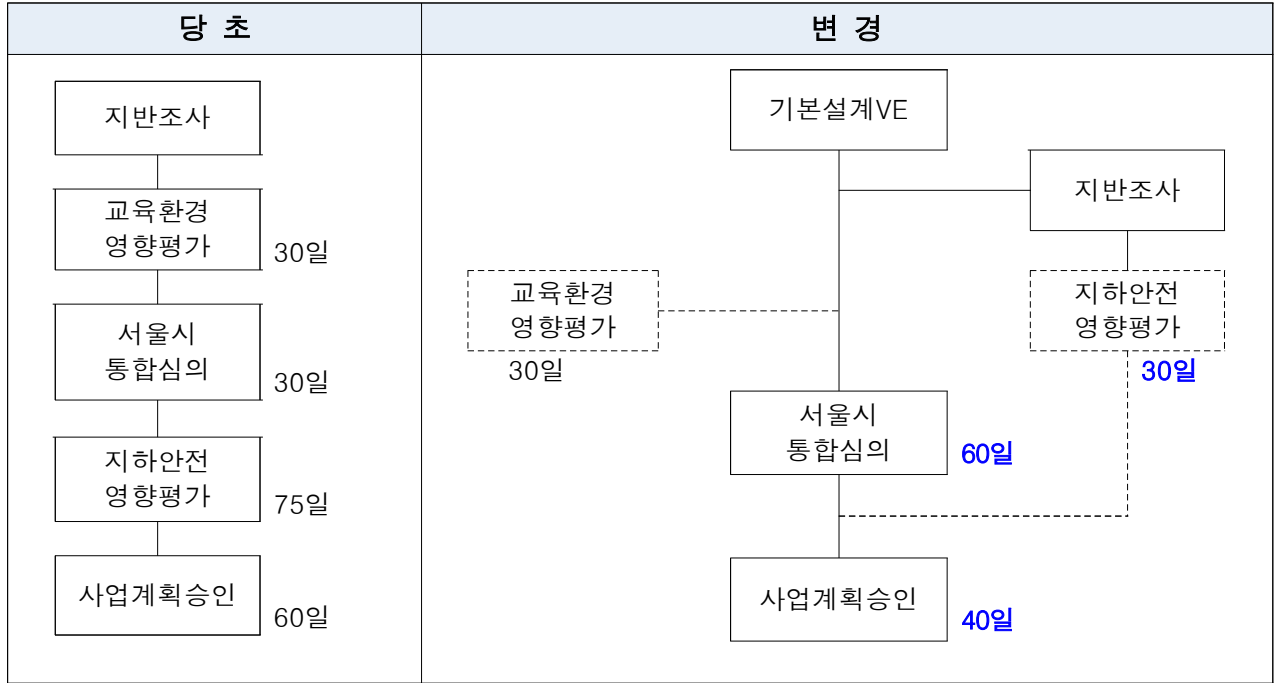 당 초
지반조사
교육환경
영향평가
30일
서울시
통합심의
30일
지하안전
영향평가
75일
사업계획승인
60일
변 경
기본설계VE
지반조사
교육환경
영향평가
30일
지하안전
영향평가
30일
서울시
통합심의
60일
사업계획승인
40일